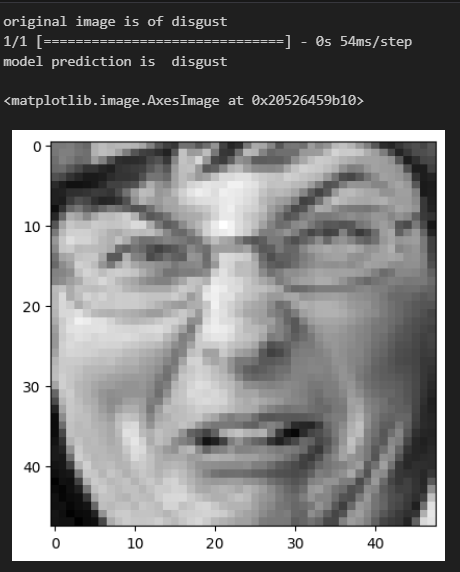 original image is of disgust
1/1 [==============================] - 0s 54ms/step
model prediction is  disgust
<matplotlib.image.AxesImage at 0x20526459b10>
0
10
20
30
40
0 10 20 30 40